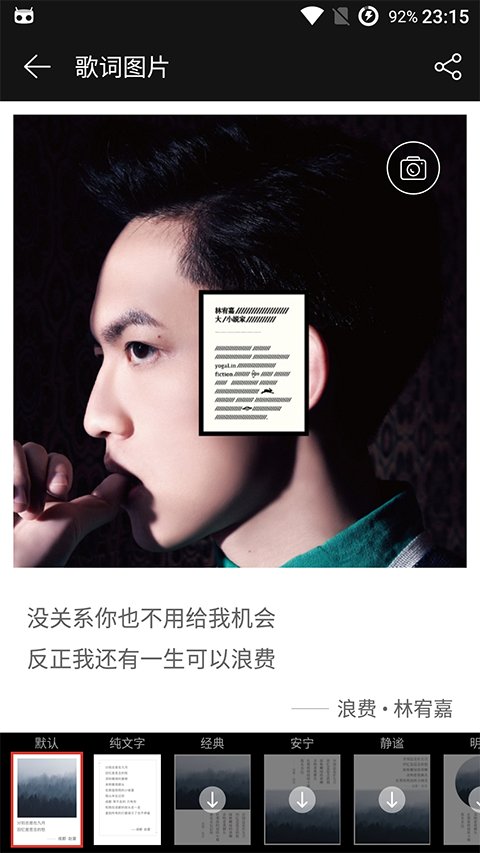 92% 23:15
歌词图片
林宥嘉
大/小说家
yogaLin
fiction
没关系你也不用给我机会
反正我还有一生可以浪费
—— 浪费·林宥嘉
默认 纯文字 经典 安宁 静谧 明